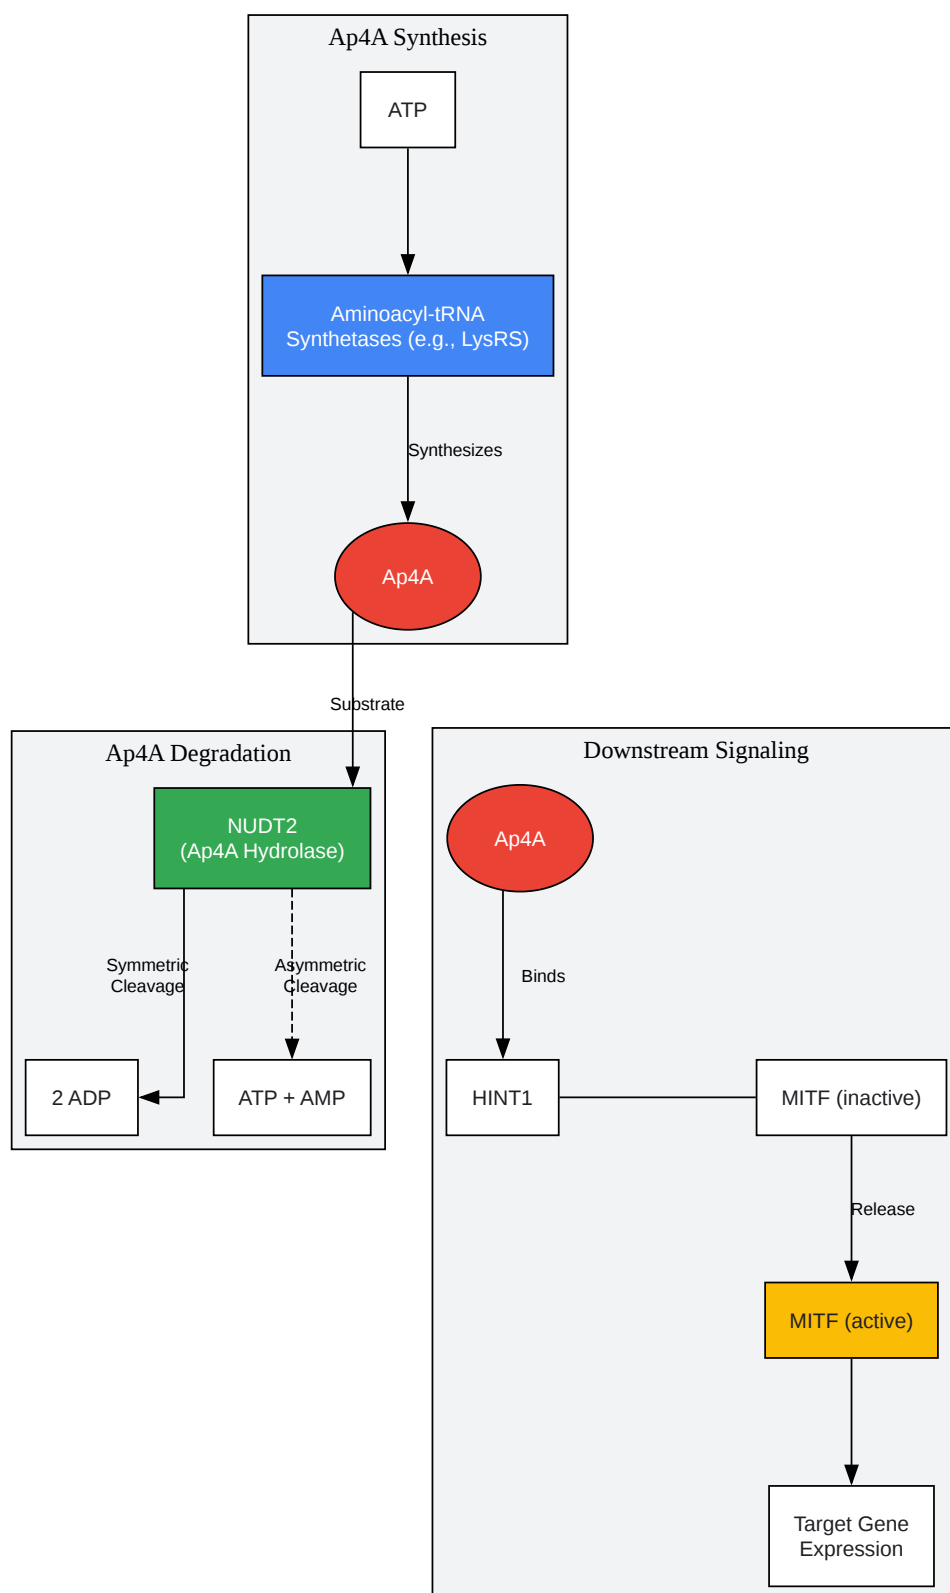 Ap4A Synthesis
ATP
Aminoacyl-tRNA
Synthetases (e.g., LysRS)
Synthesizes
Ap4A
Substrate
Ap4A Degradation
NUDT2
(Ap4A Hydrolase)
Symmetric
Cleavage
Asymmetric
Cleavage
2 ADP
ATP + AMP
Downstream Signaling
Ap4A
Binds
HINT1
MITF (inactive)
Release
MITF (active)
Target Gene
Expression